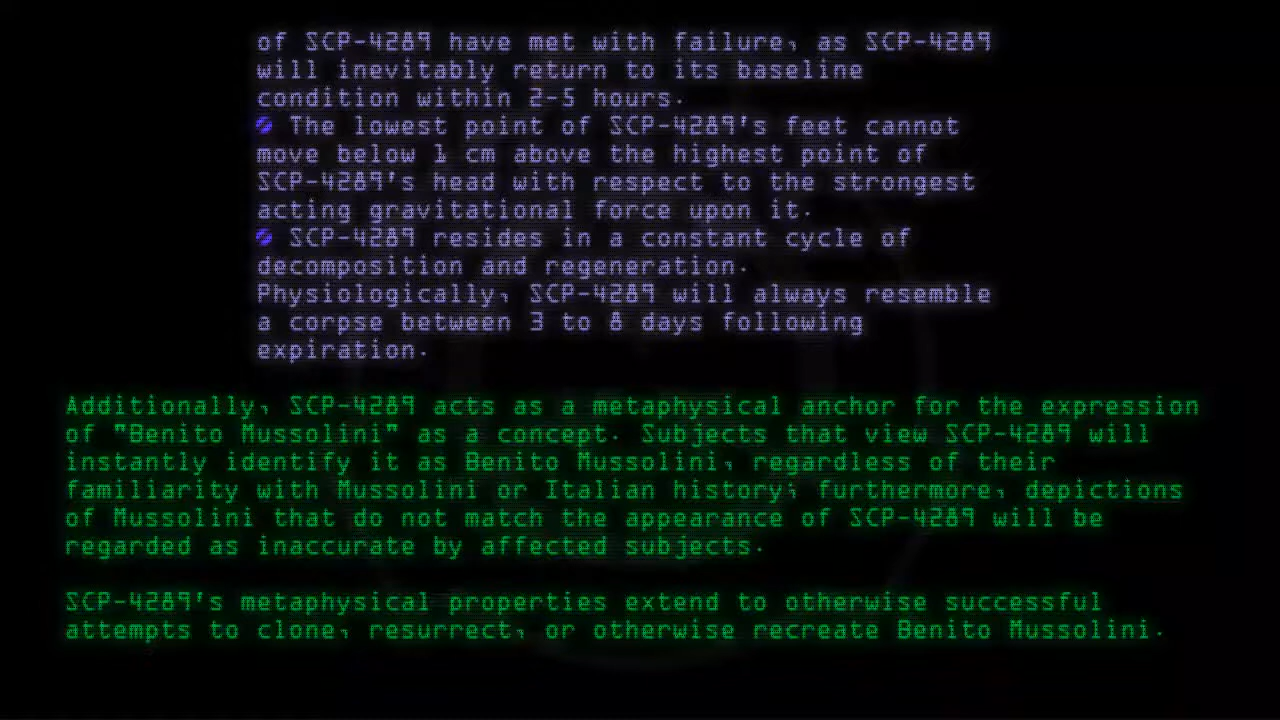 of SCP-4289 have met with failure, as SCP-4289
will inevitably return to its baseline
condition within 2-5 hours.
The lowest point of SCP-4289's feet cannot
move below 1 cm above the highest point of
SCP-4289's head with respect to the strongest
acting gravitational force upon it.
SCP-4289 resides in a constant cycle of
decomposition and regeneration.
Physiologically, SCP-4289 will always resemble
a corpse between 3 to 8 days following
expiration.
Additionally, SCP-4289 acts as a metaphysical anchor for the expression
of "Benito Mussolini" as a concept. Subjects that view SCP-4289 will
instantly identify it as Benito Mussolini, regardless of their
familiarity with Mussolini or Italian history; furthermore, depictions
of Mussolini that do not match the appearance of SCP-4289 will be
regarded as inaccurate by affected subjects.
SCP-4289's metaphysical properties extend to otherwise successful
attempts to clone, resurrect, or otherwise recreate Benito Mussolini.